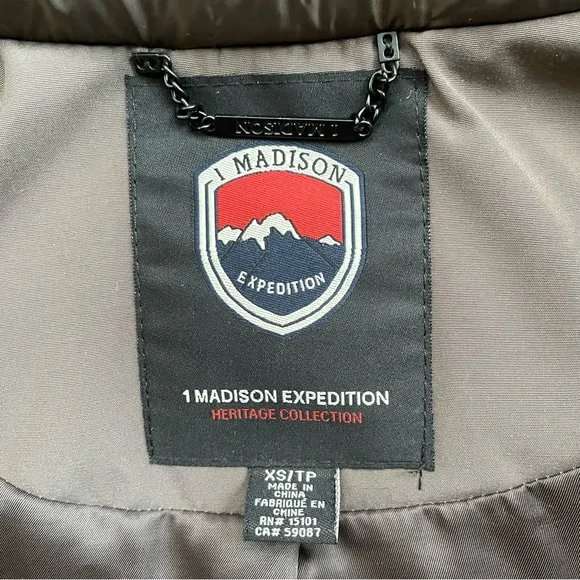 1 MADISON
1 MADISON
EXPEDITION
1 MADISON EXPEDITION
HERITAGE COLLECTION
XS/TP
MADE IN
CHINA
FABRIQUÉ EN
CHINE
RN# 15101
CA# 59087